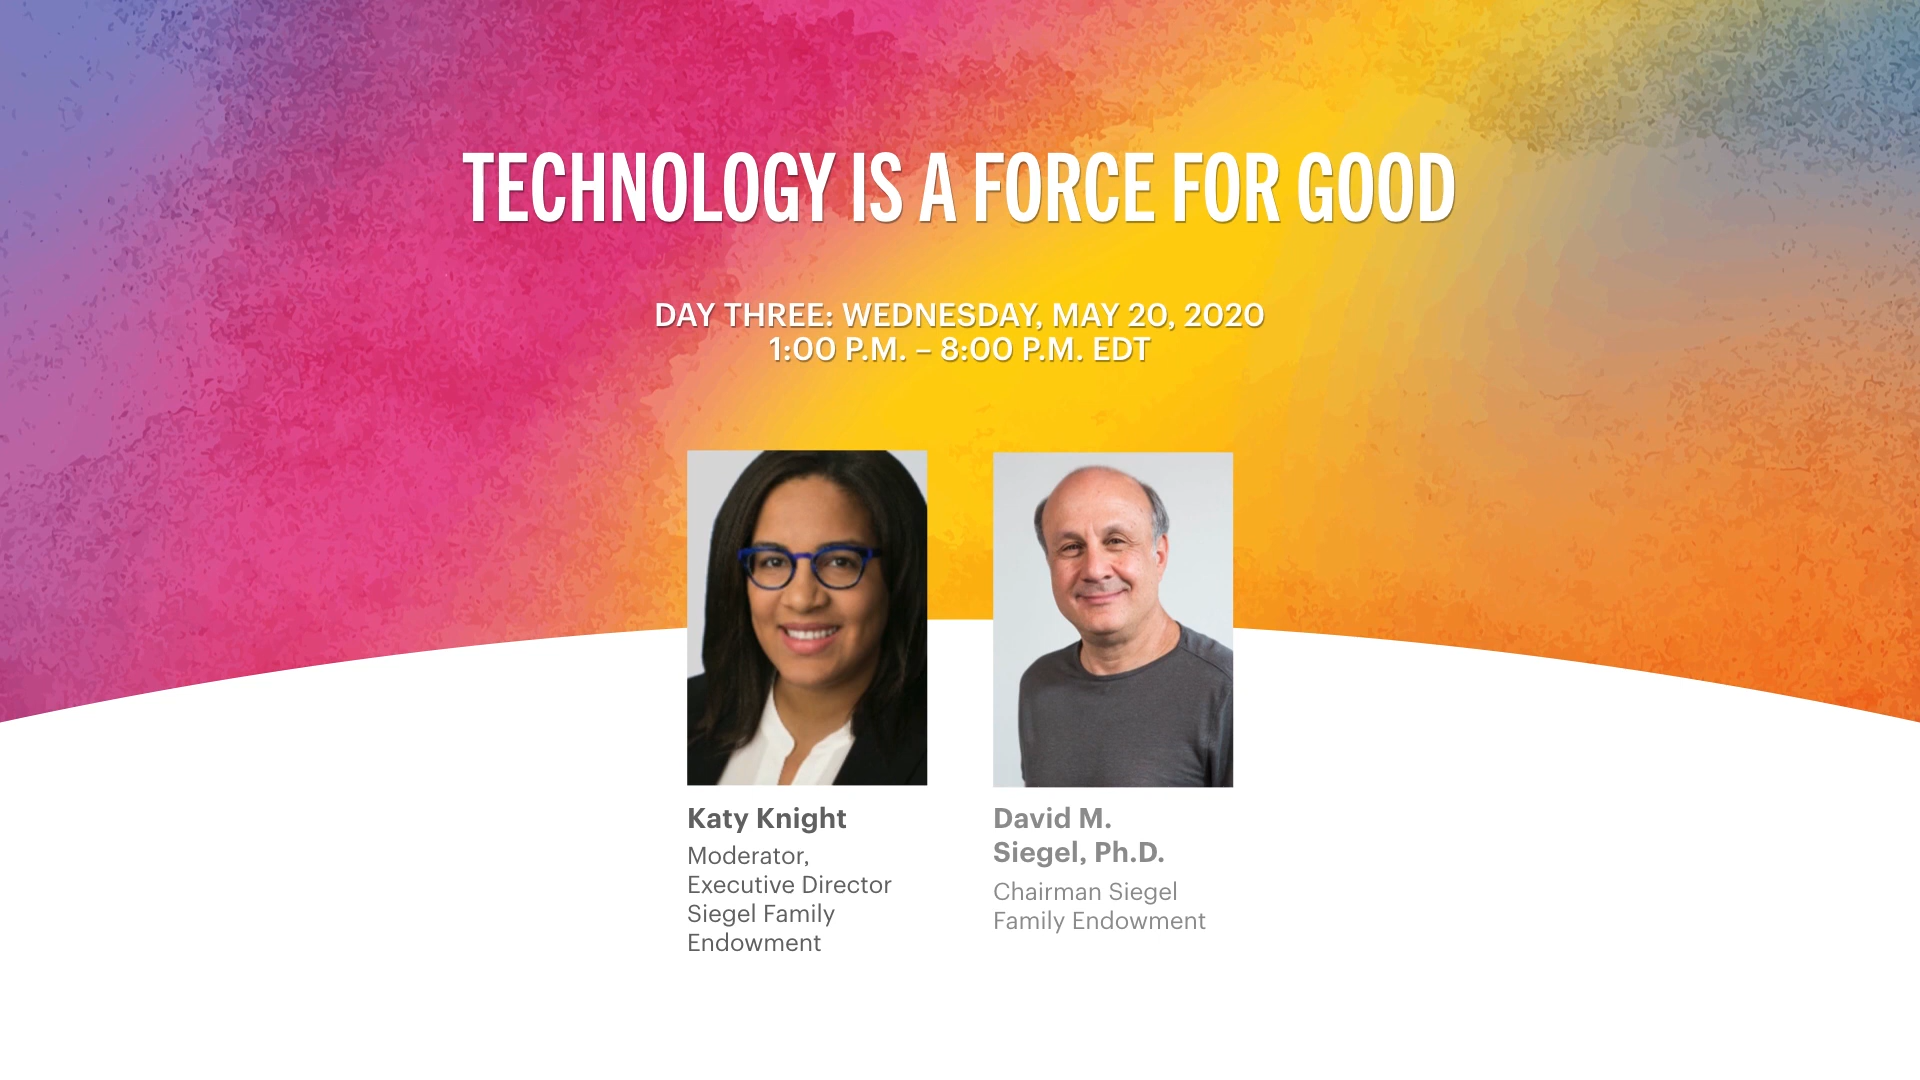 TECHNOLOGY IS A FORCE FOR GOOD
DAY THREE: WEDNESDAY, MAY 20, 2020
1:00 P.M. – 8:00 P.M. EDT
Katy Knight
Moderator,
Executive Director
Siegel Family
Endowment
David M.
Siegel, Ph.D.
Chairman Siegel
Family Endowment